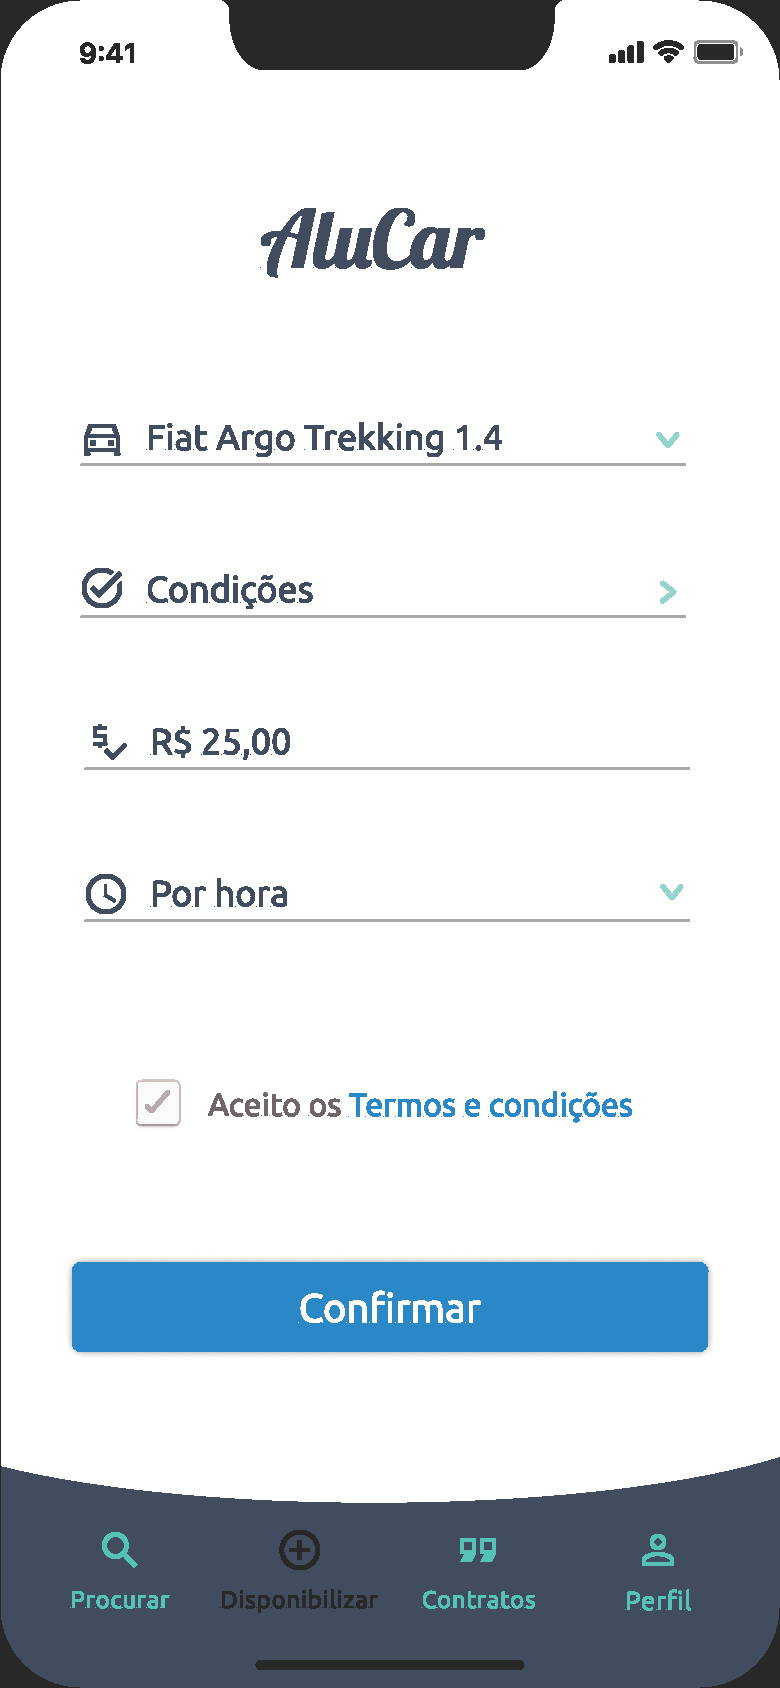 9:41
AluCar
Fiat Argo Trekking 1.4
Condições
R$ 25,00
Por hora
Aceito os Termos e condições
Confirmar
Procurar Disponibilizar Contratos Perfil